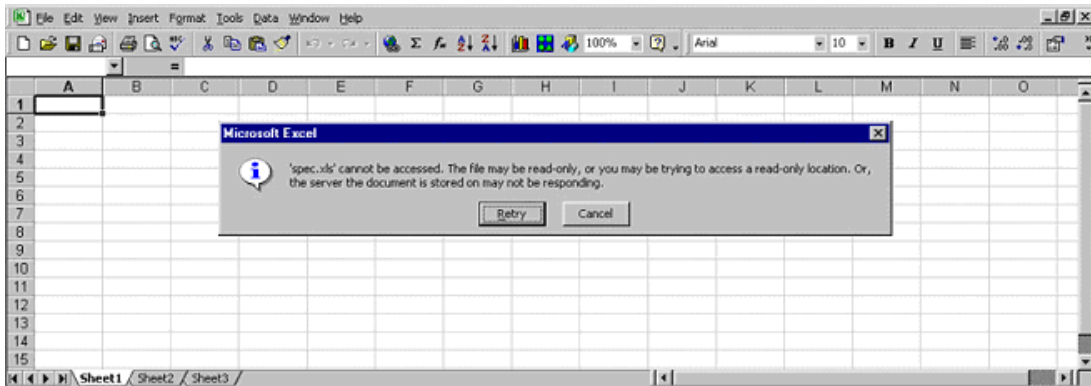 File Edit View Insert Format Tools Data Window Help
100% Arial 10 B I U
=
A B C D E F G H I J K L M N O
1
2
3
4
5
6
7
8
9
10
11
12
13
14
15
Microsoft Excel
'spec.xls' cannot be accessed. The file may be read-only, or you may be trying to access a read-only location. Or,
the server the document is stored on may not be responding.
Retry Cancel
Sheet1 Sheet2 Sheet3